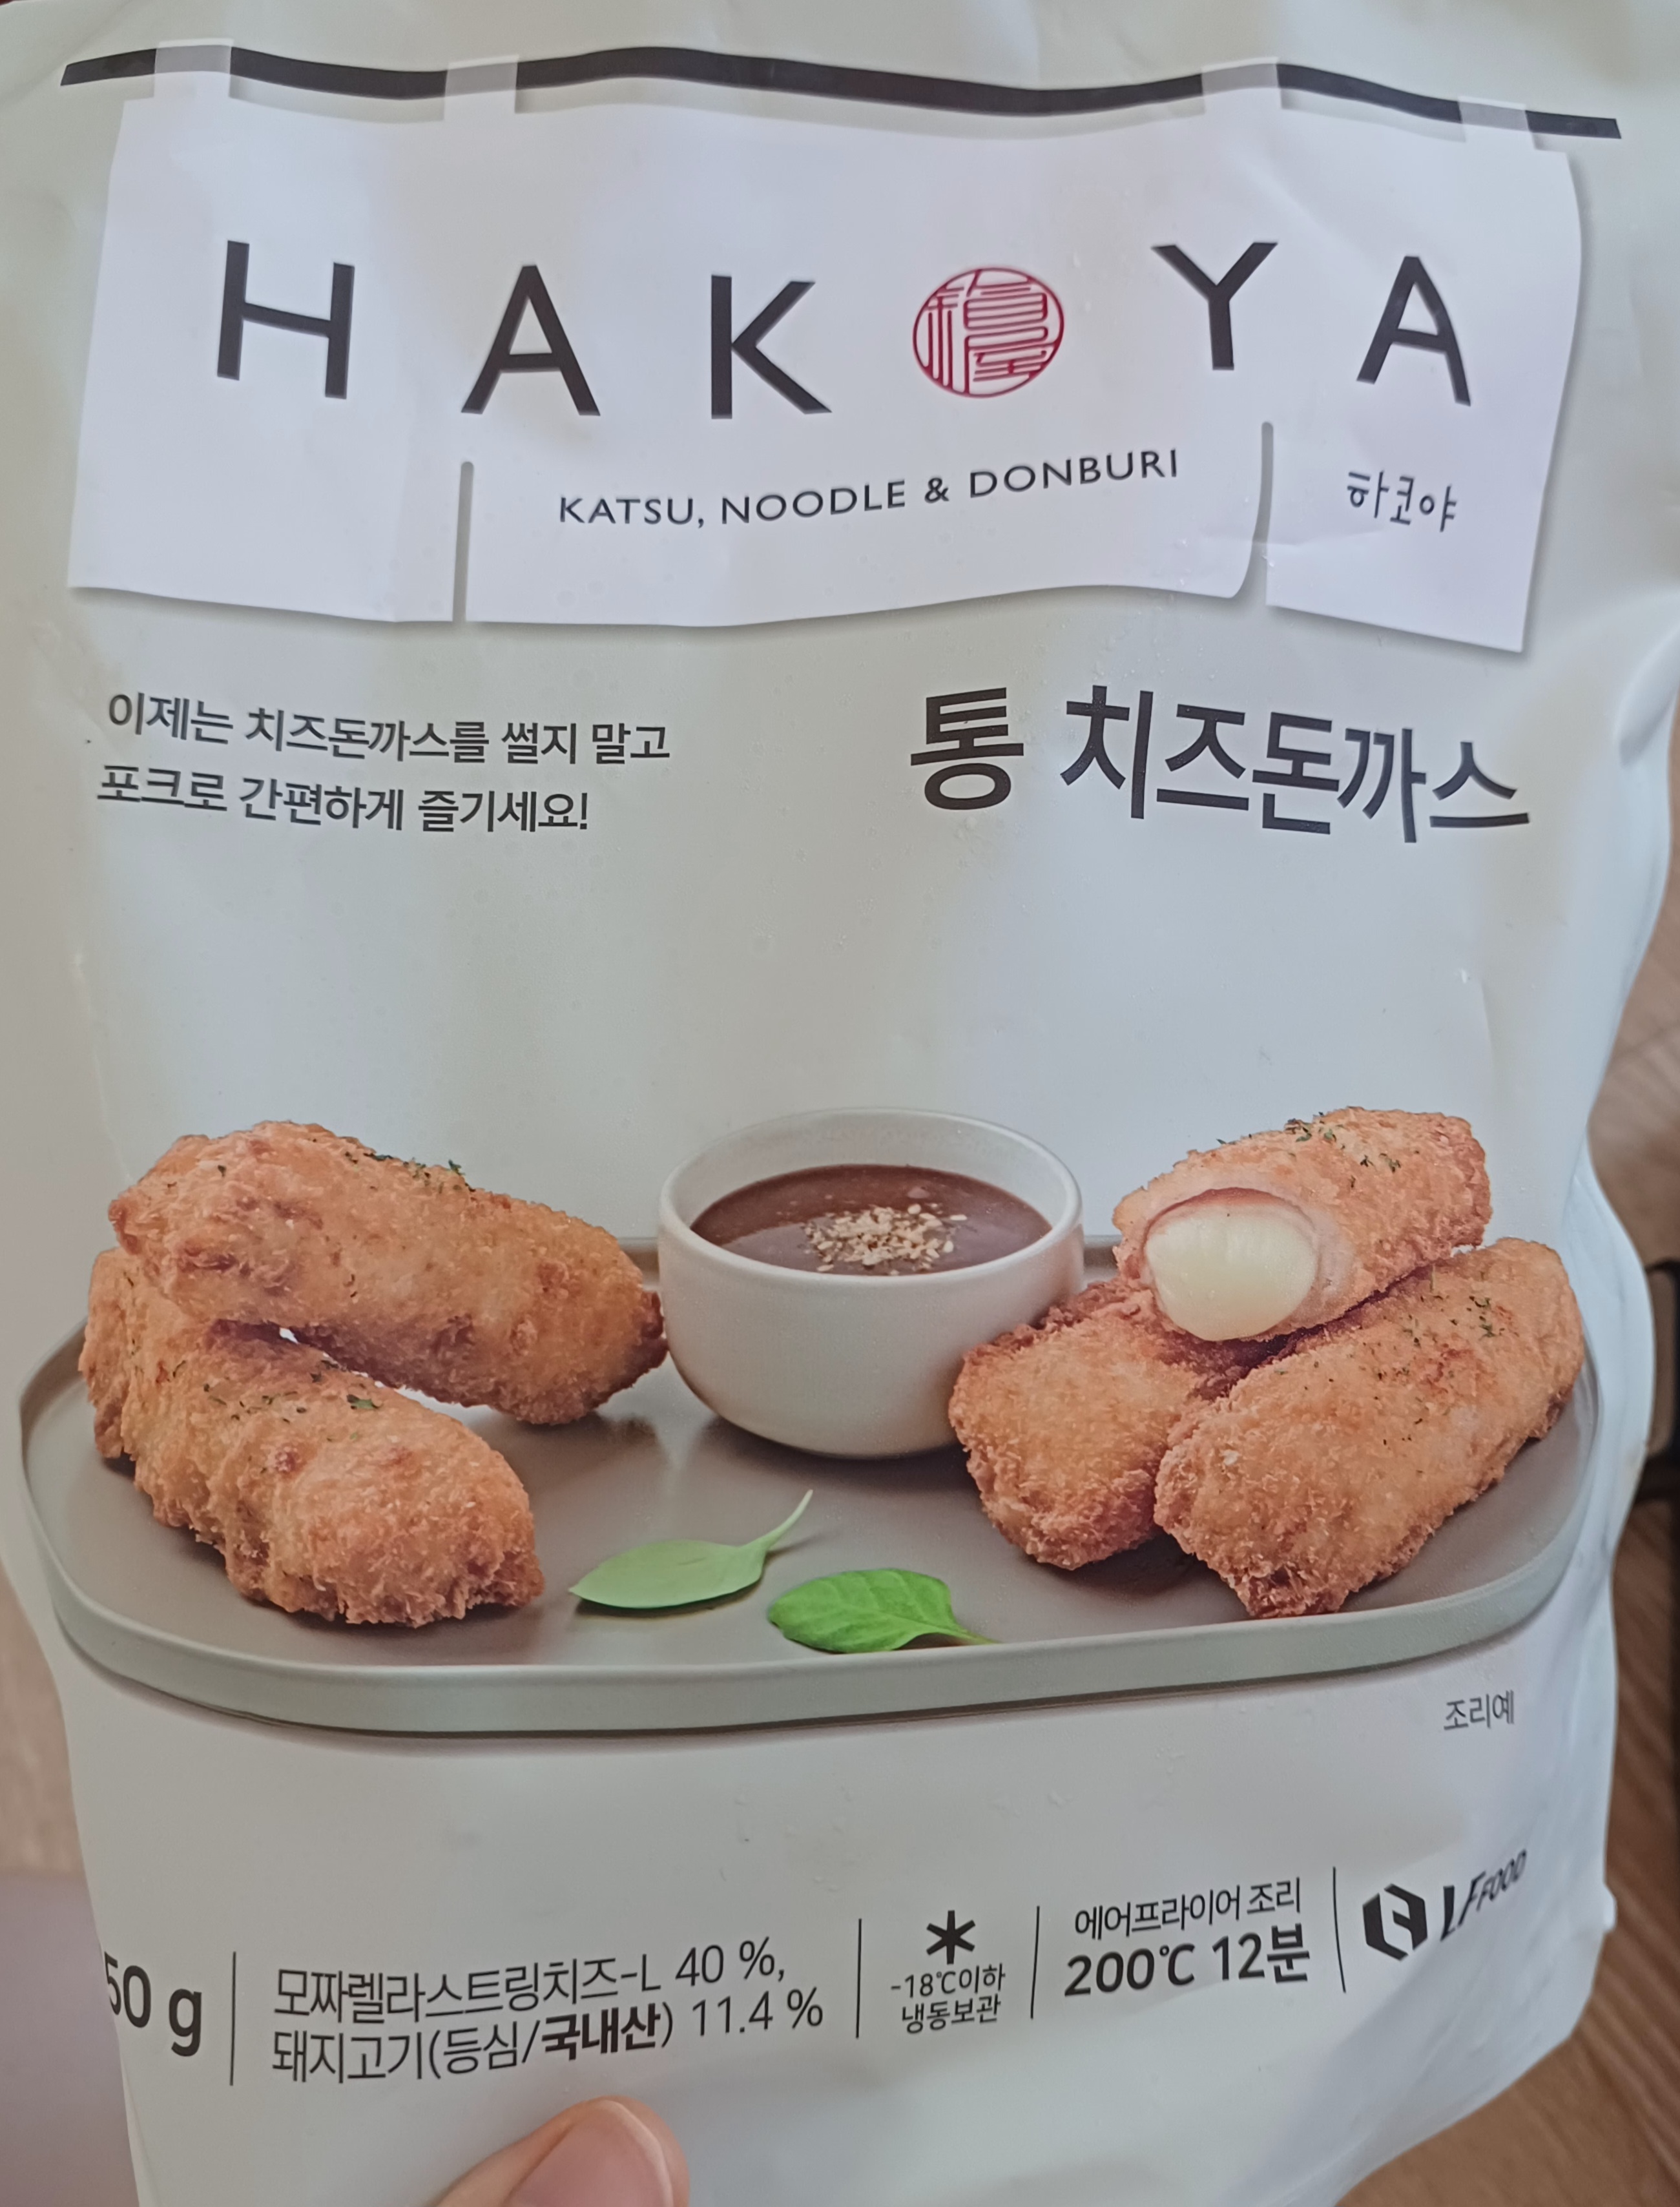 HAKOYA
KATSU, NOODLE & DONBURI
하코야
이제는 치즈돈까스를 썰지 말고
포크로 간편하게 즐기세요!
통 치즈돈까스
조리예
50 g
모짜렐라스트링치즈-L 40 %,
돼지고기(등심/국내산) 11.4 %
-18℃이하
냉동보관
에어프라이어 조리
200℃ 12분
LF FOOD